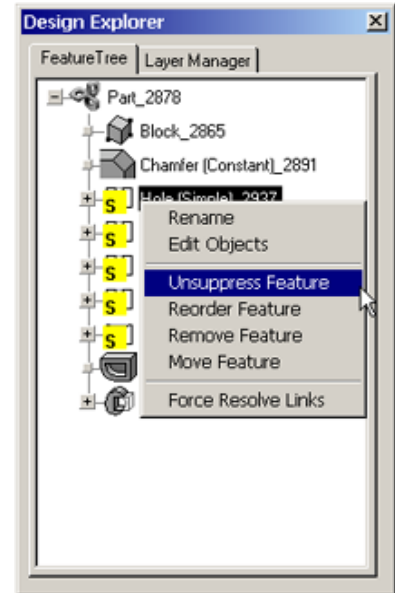 Design Explorer
FeatureTree Layer Manager
Part_2878
Block_2865
Chamfer (Constant)_2891
Hole (Simple)_2937
S
Rename
S
Edit Objects
S
Unsuppress Feature
S
Reorder Feature
S
Remove Feature
Move Feature
Force Resolve Links